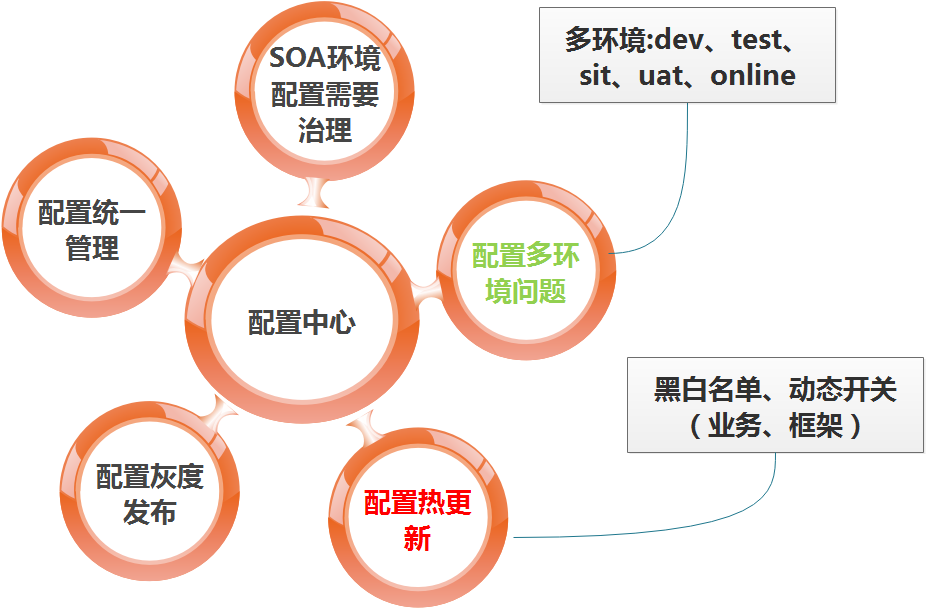 SOA环境
配置需要
治理
多环境:dev、test、
sit、uat、online
配置统一
管理
配置多环
境问题
配置中心
黑白名单、动态开关
（业务、框架）
配置灰度
发布
配置热更
新